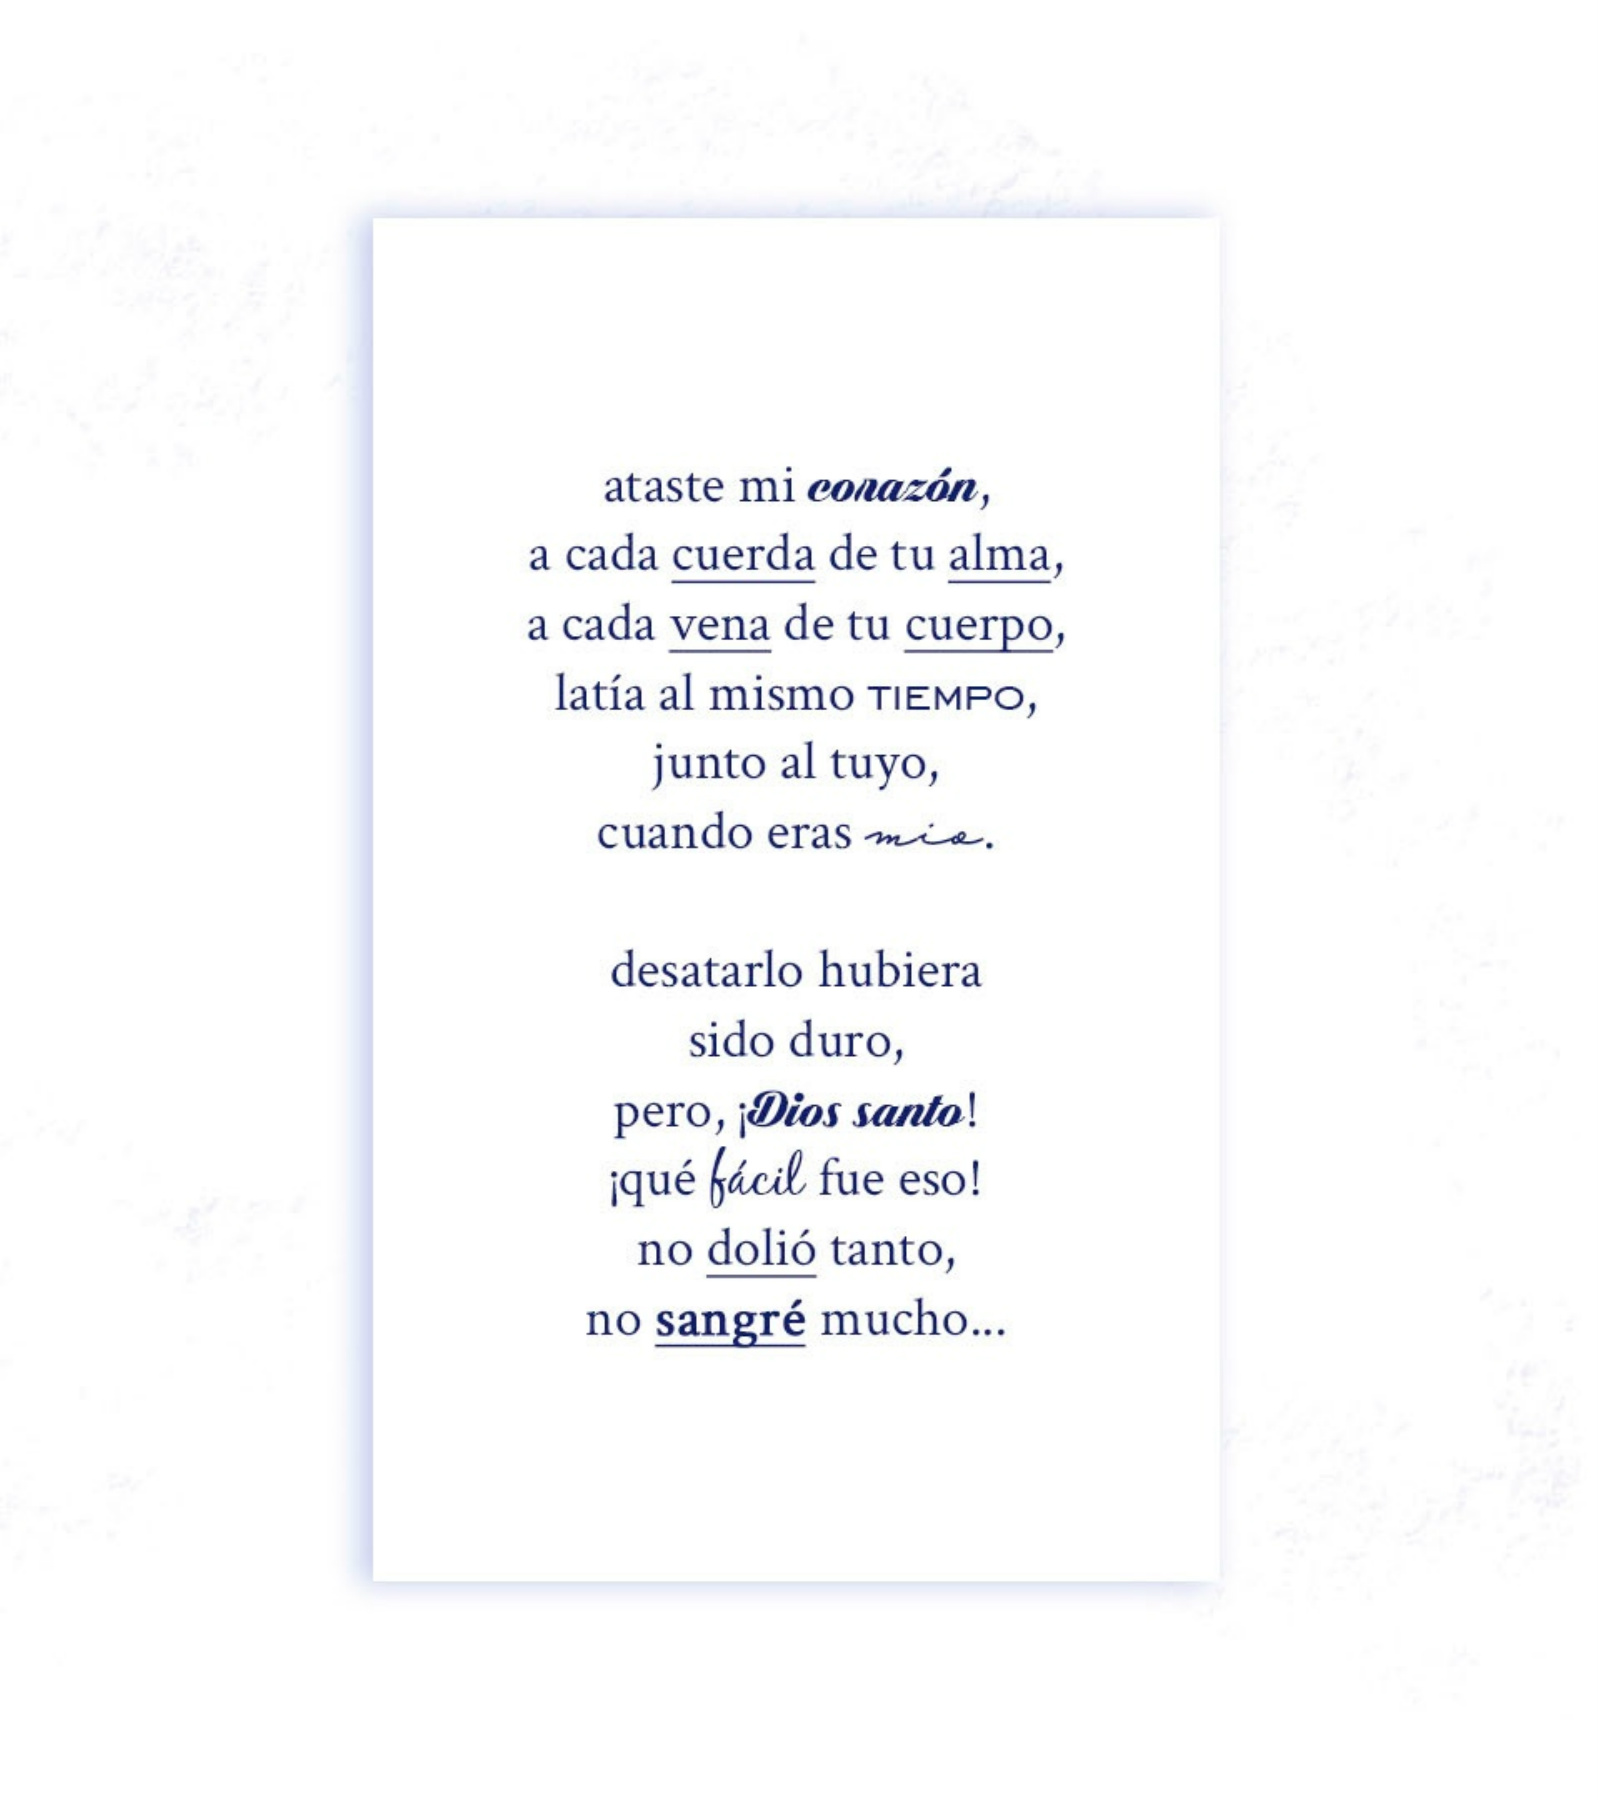 ataste mi corazón,
a cada cuerda de tu alma,
a cada vena de tu cuerpo,
latía al mismo TIEMPO,
junto al tuyo,
cuando eras mio.
desatarlo hubiera
sido duro,
pero, ¡Dios santo!
¡qué fácil fue eso!
no dolió tanto,
no sangré mucho...